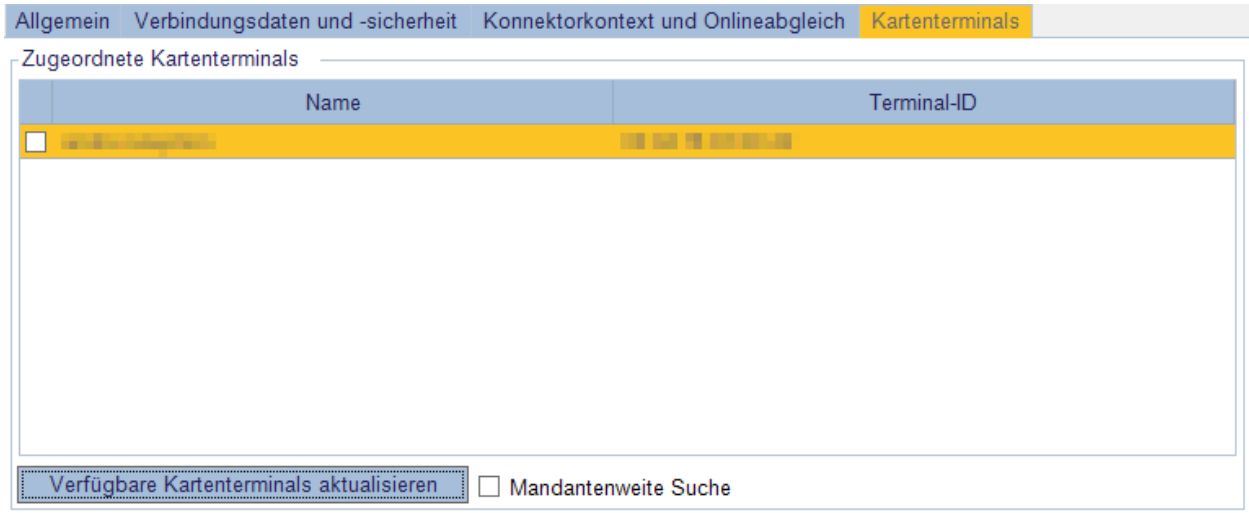 Allgemein Verbindungsdaten und -sicherheit Konnektorkontext und Onlineabgleich Kartenterminals
Zugeordnete Kartenterminals
Name Terminal-ID
Verfügbare Kartenterminals aktualisieren Mandantenweite Suche